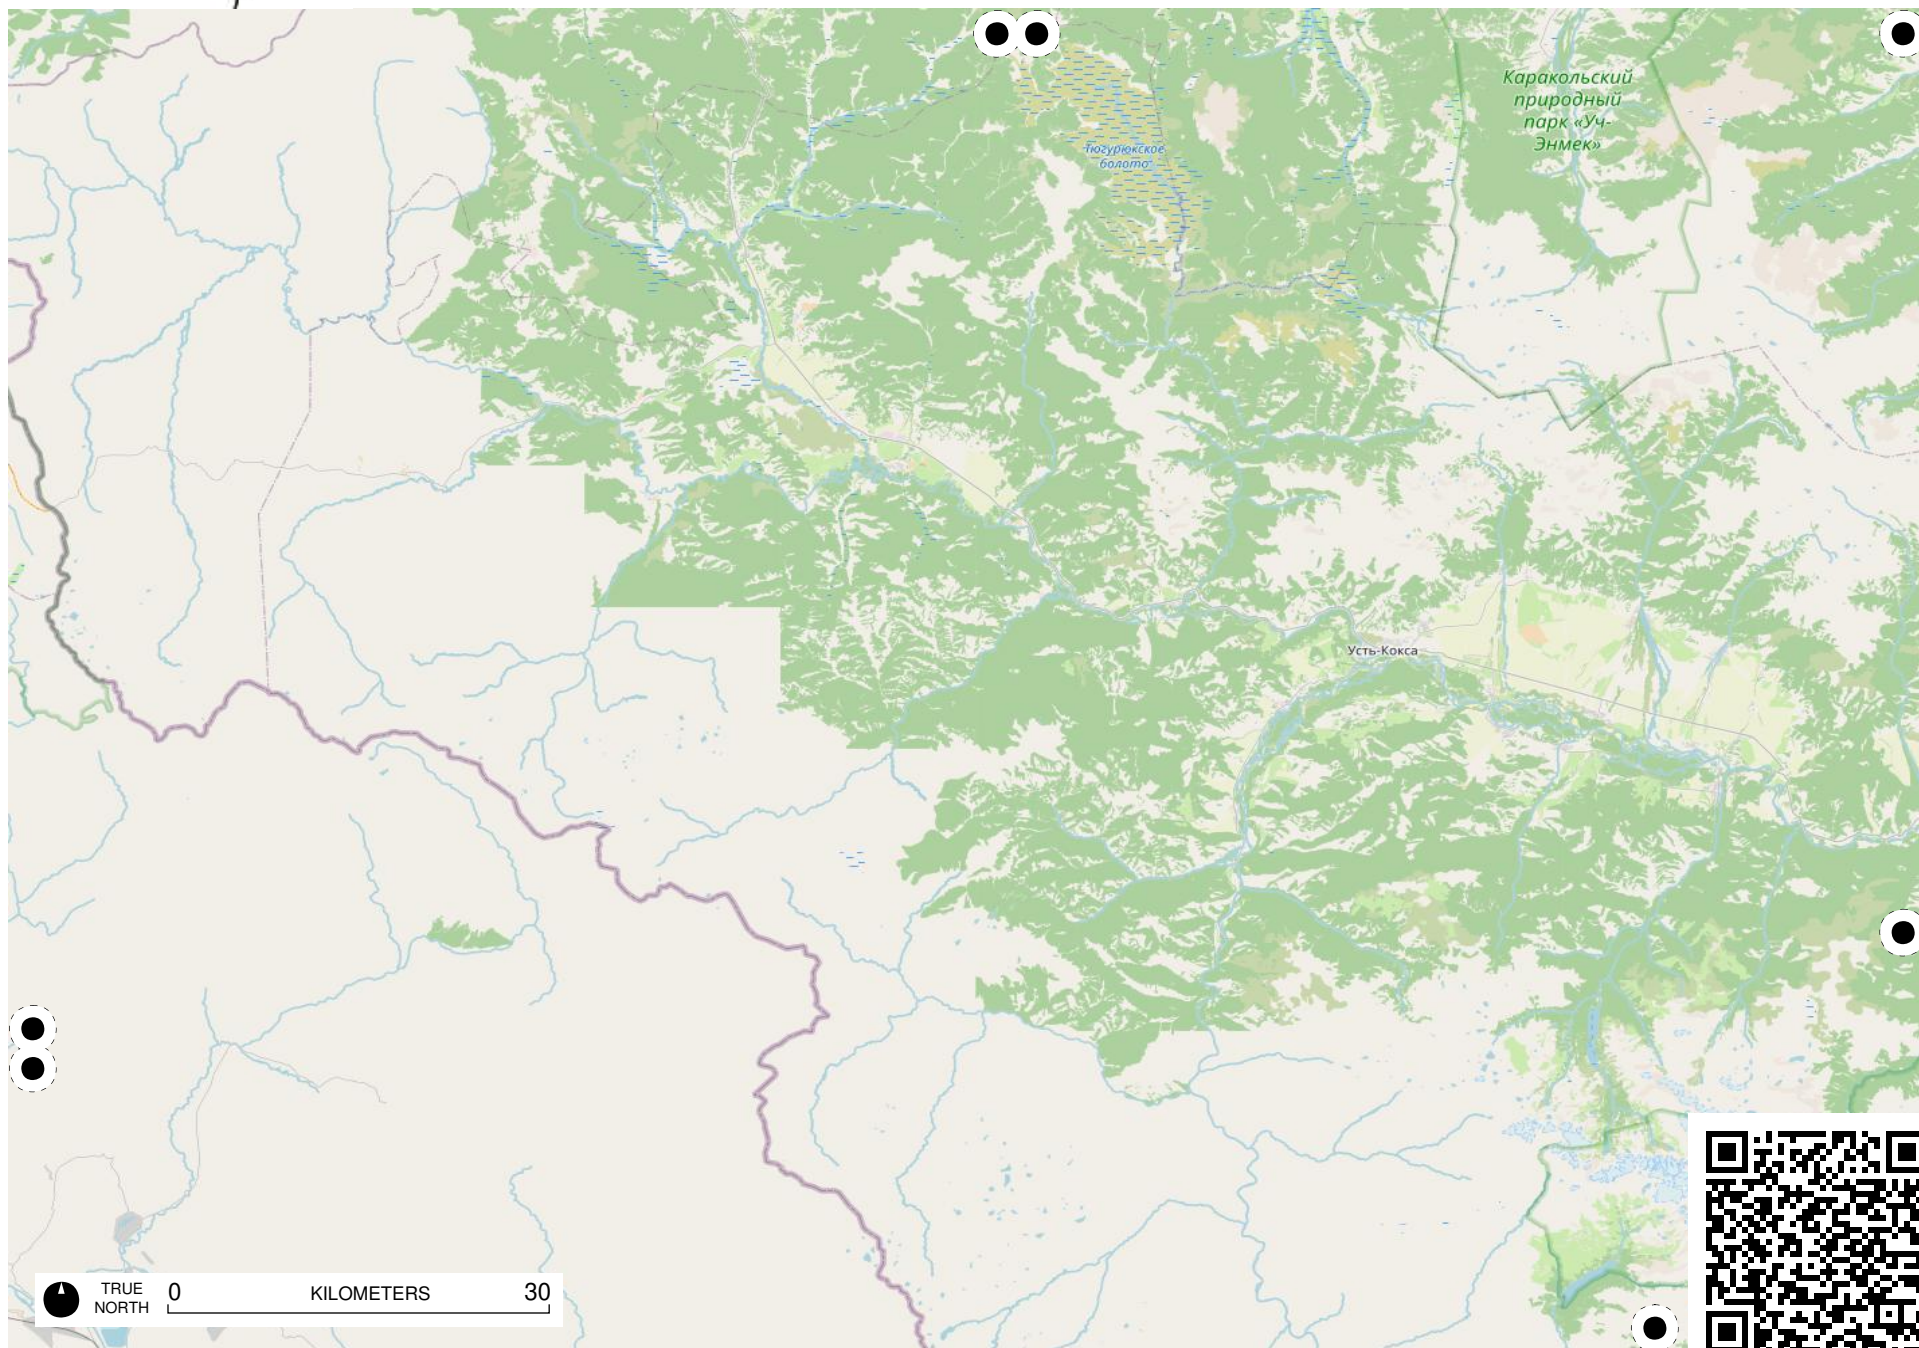 Каракольский
природный
парк «Уч-
Энмек»
Тюгурюкское
болото
Усть-Кокса
TRUE
NORTH
0 KILOMETERS 30